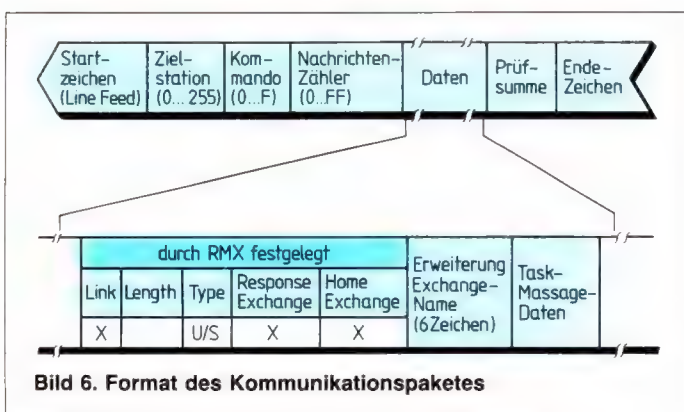 Start-
zeichen
(Line Feed)
Ziel-
station
(0...255)
Kom-
mando
(0...F)
Nachrichten-
Zähler
(0...FF)
Daten
Prüf-
summe
Ende-
Zeichen
durch RMX festgelegt
Link
Length
Type
Response
Exchange
Home
Exchange
X
U/S
X
X
Erweiterung
Exchange-
Name
(6Zeichen)
Task-
Massage-
Daten
Bild 6. Format des Kommunikationspaketes